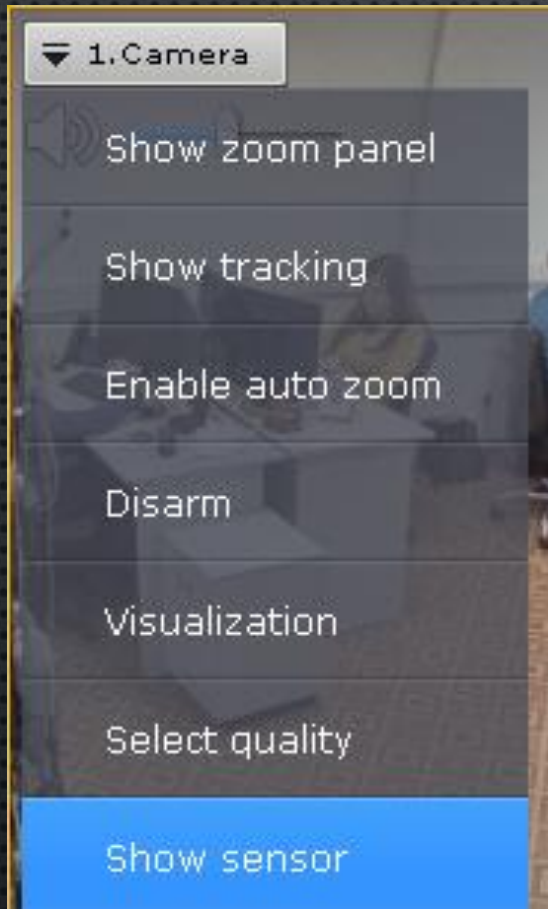 1.Camera
Show zoom panel
Show tracking
Enable auto zoom
Disarm
Visualization
Select quality
Show sensor